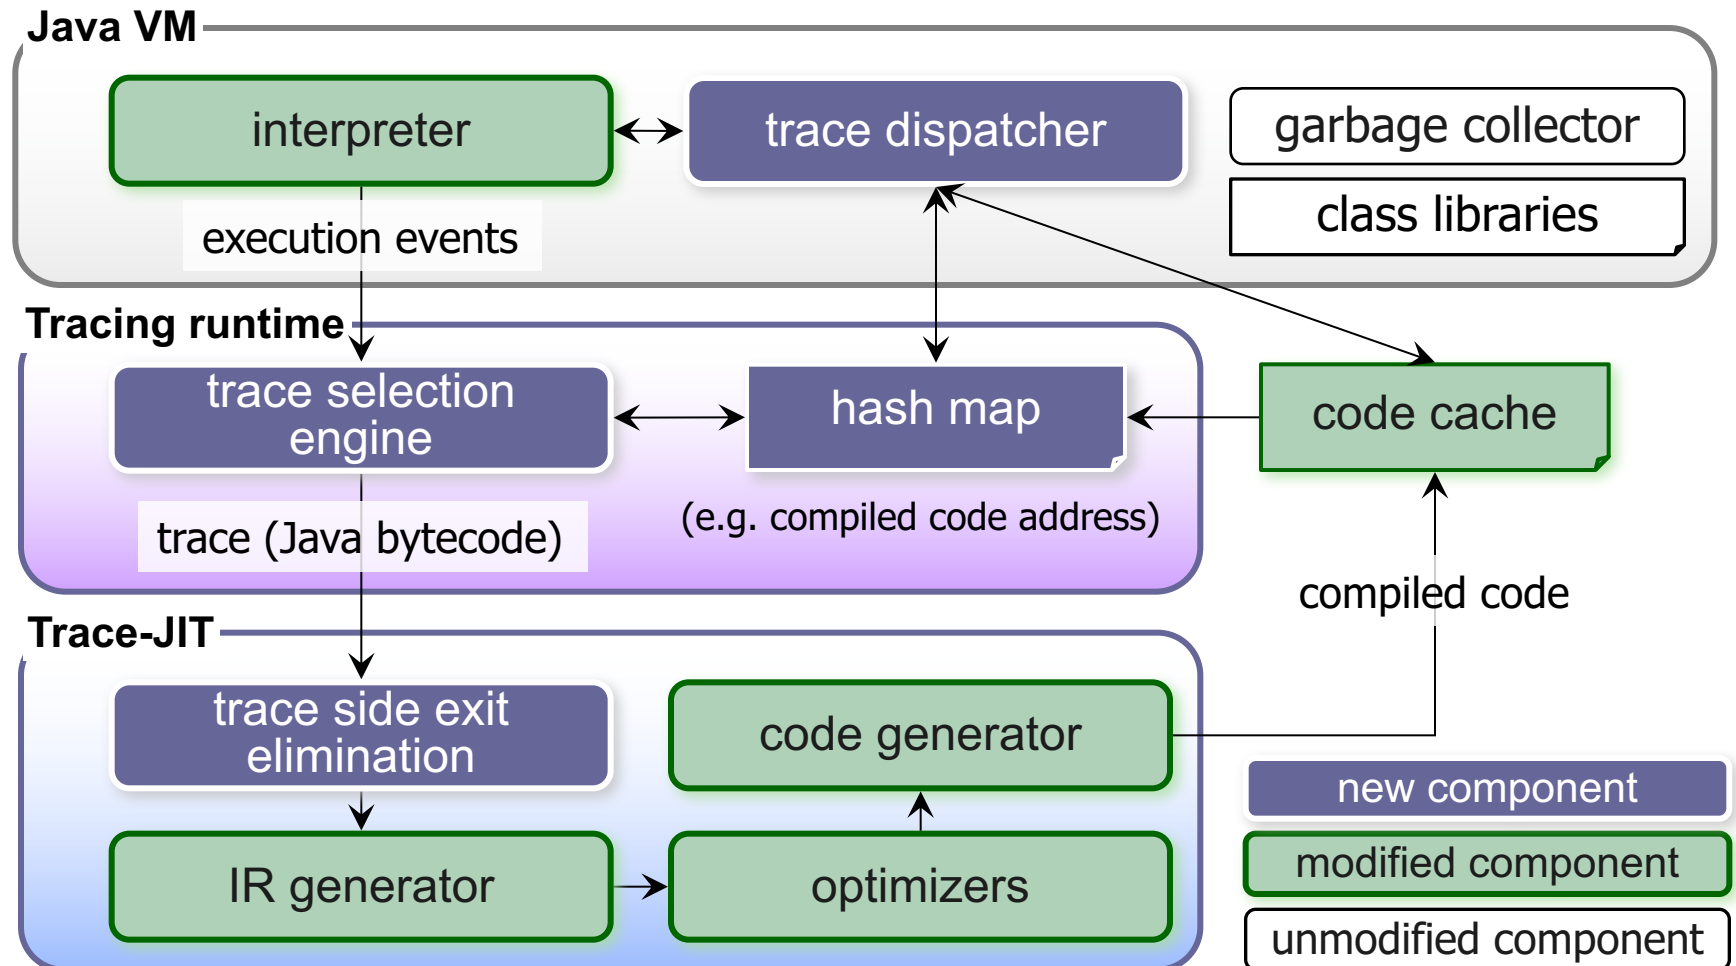 Java VM
interpreter
trace dispatcher
garbage collector
class libraries
execution events
Tracing runtime
trace selection
engine
hash map
code cache
(e.g. compiled code address)
trace (Java bytecode)
compiled code
Trace-JIT
trace side exit
elimination
code generator
IR generator
optimizers
new component
modified component
unmodified component